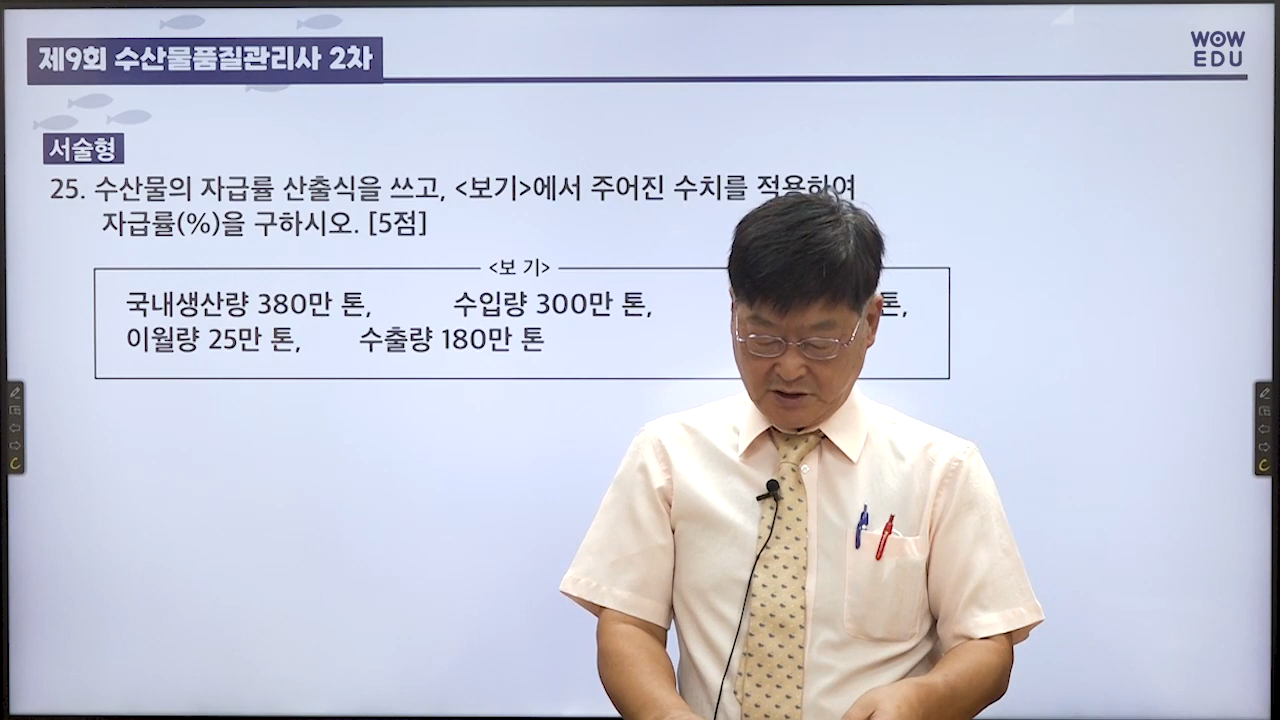 제9회 수산물품질관리사 2차
WOW
EDU
서술형
25. 수산물의 자급률 산출식을 쓰고, <보기>에서 주어진 수치를 적용하여
자급률(%)을 구하시오. [5점]
<보 기>
국내생산량 380만 톤, 수입량 300만 톤, 톤,
이월량 25만 톤, 수출량 180만 톤